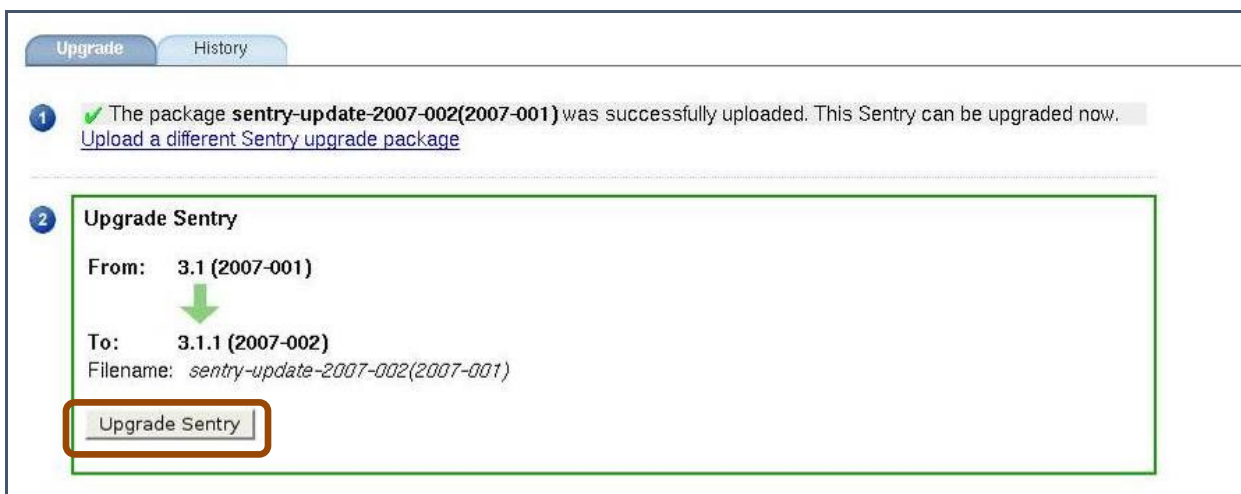 Upgrade History
1 The package sentry-update-2007-002(2007-001) was successfully uploaded. This Sentry can be upgraded now.
Upload a different Sentry upgrade package
2 Upgrade Sentry
From: 3.1 (2007-001)
To: 3.1.1 (2007-002)
Filename: sentry-update-2007-002(2007-001)
Upgrade Sentry